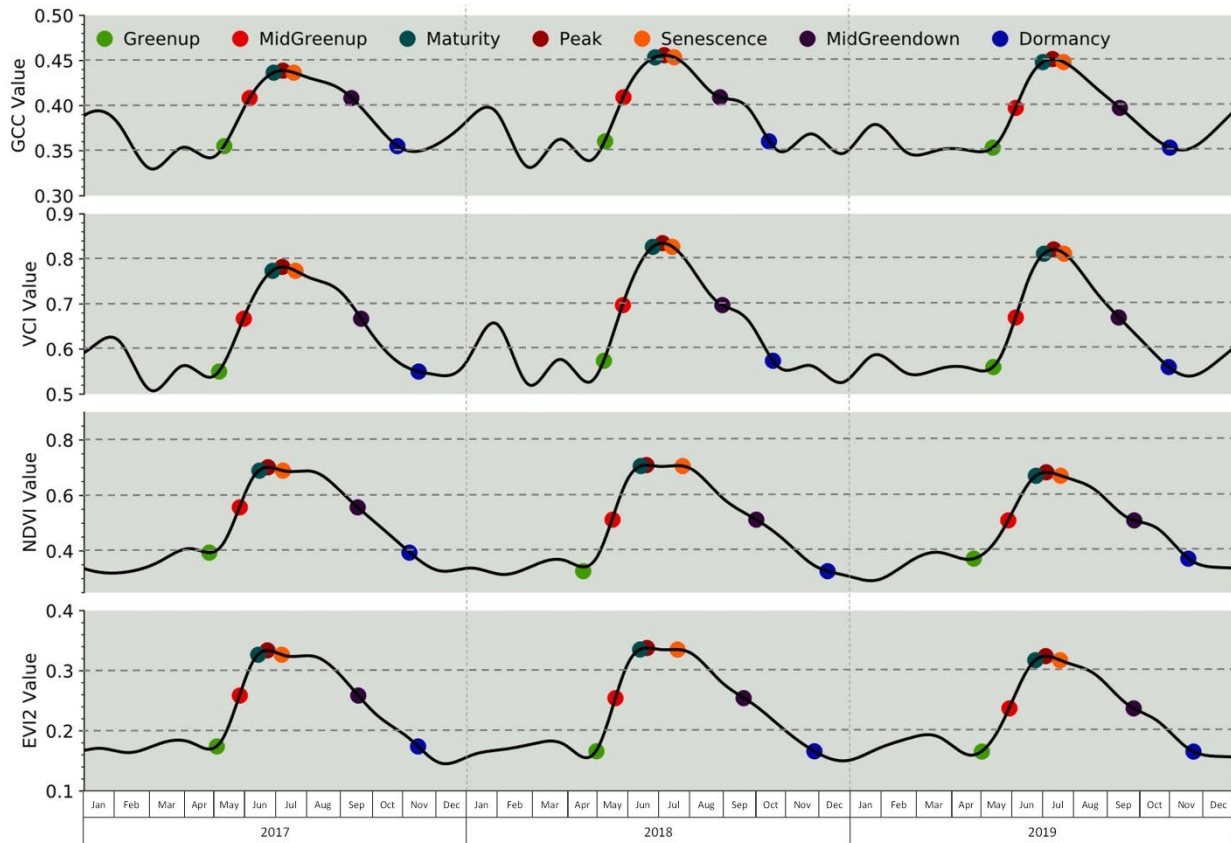 0.50
Greenup MidGreenup Maturity Peak Senescence MidGreendown Dormancy
0.45
0.40
0.35
0.30
GCC Value
0.9
0.8
0.7
0.6
0.5
VCI Value
0.8
0.6
0.4
NDVI Value
0.4
0.3
0.2
0.1
EVI2 Value
Jan Feb Mar Apr May Jun Jul Aug Sep Oct Nov Dec Jan Feb Mar Apr May Jun Jul Aug Sep Oct Nov Dec Jan Feb Mar Apr May Jun Jul Aug Sep Oct Nov Dec
2017 2018 2019